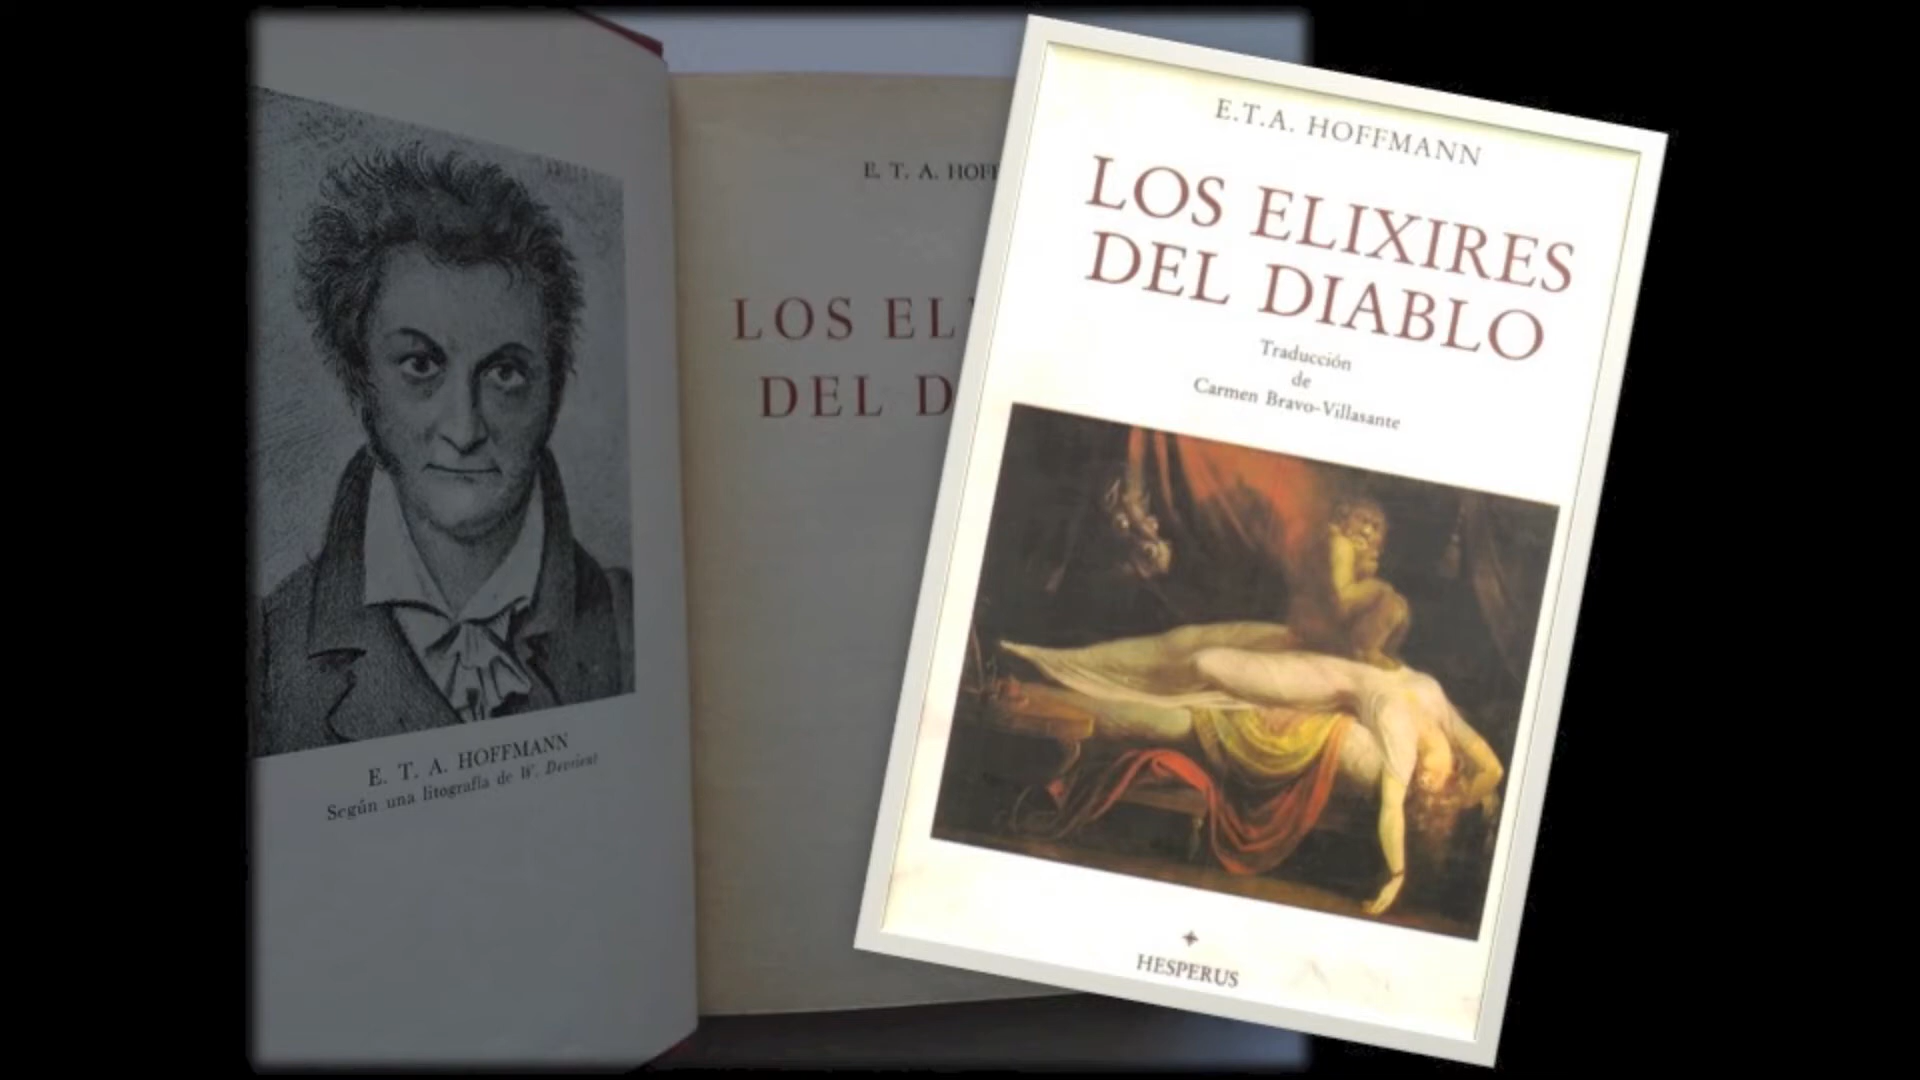 E. T. A. HOFFMANN
Según una litografía de W. Devrient
E. T. A. HOFF
LOS EL
DEL D
E.T.A. HOFFMANN
LOS ELIXIRES
DEL DIABLO
Traducción
de
Carmen Bravo-Villasante
HESPERUS